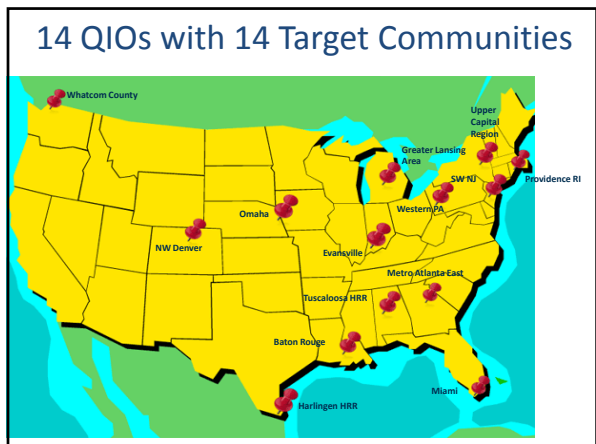 14 QIOs with 14 Target Communities
Whatcom County
Upper
Capital
Region
Greater Lansing
Area
SW NJ
Providence RI
Western PA
Omaha
NW Denver
Evansville
Metro Atlanta East
Tuscaloosa HRR
Baton Rouge
Miami
Harlingen HRR